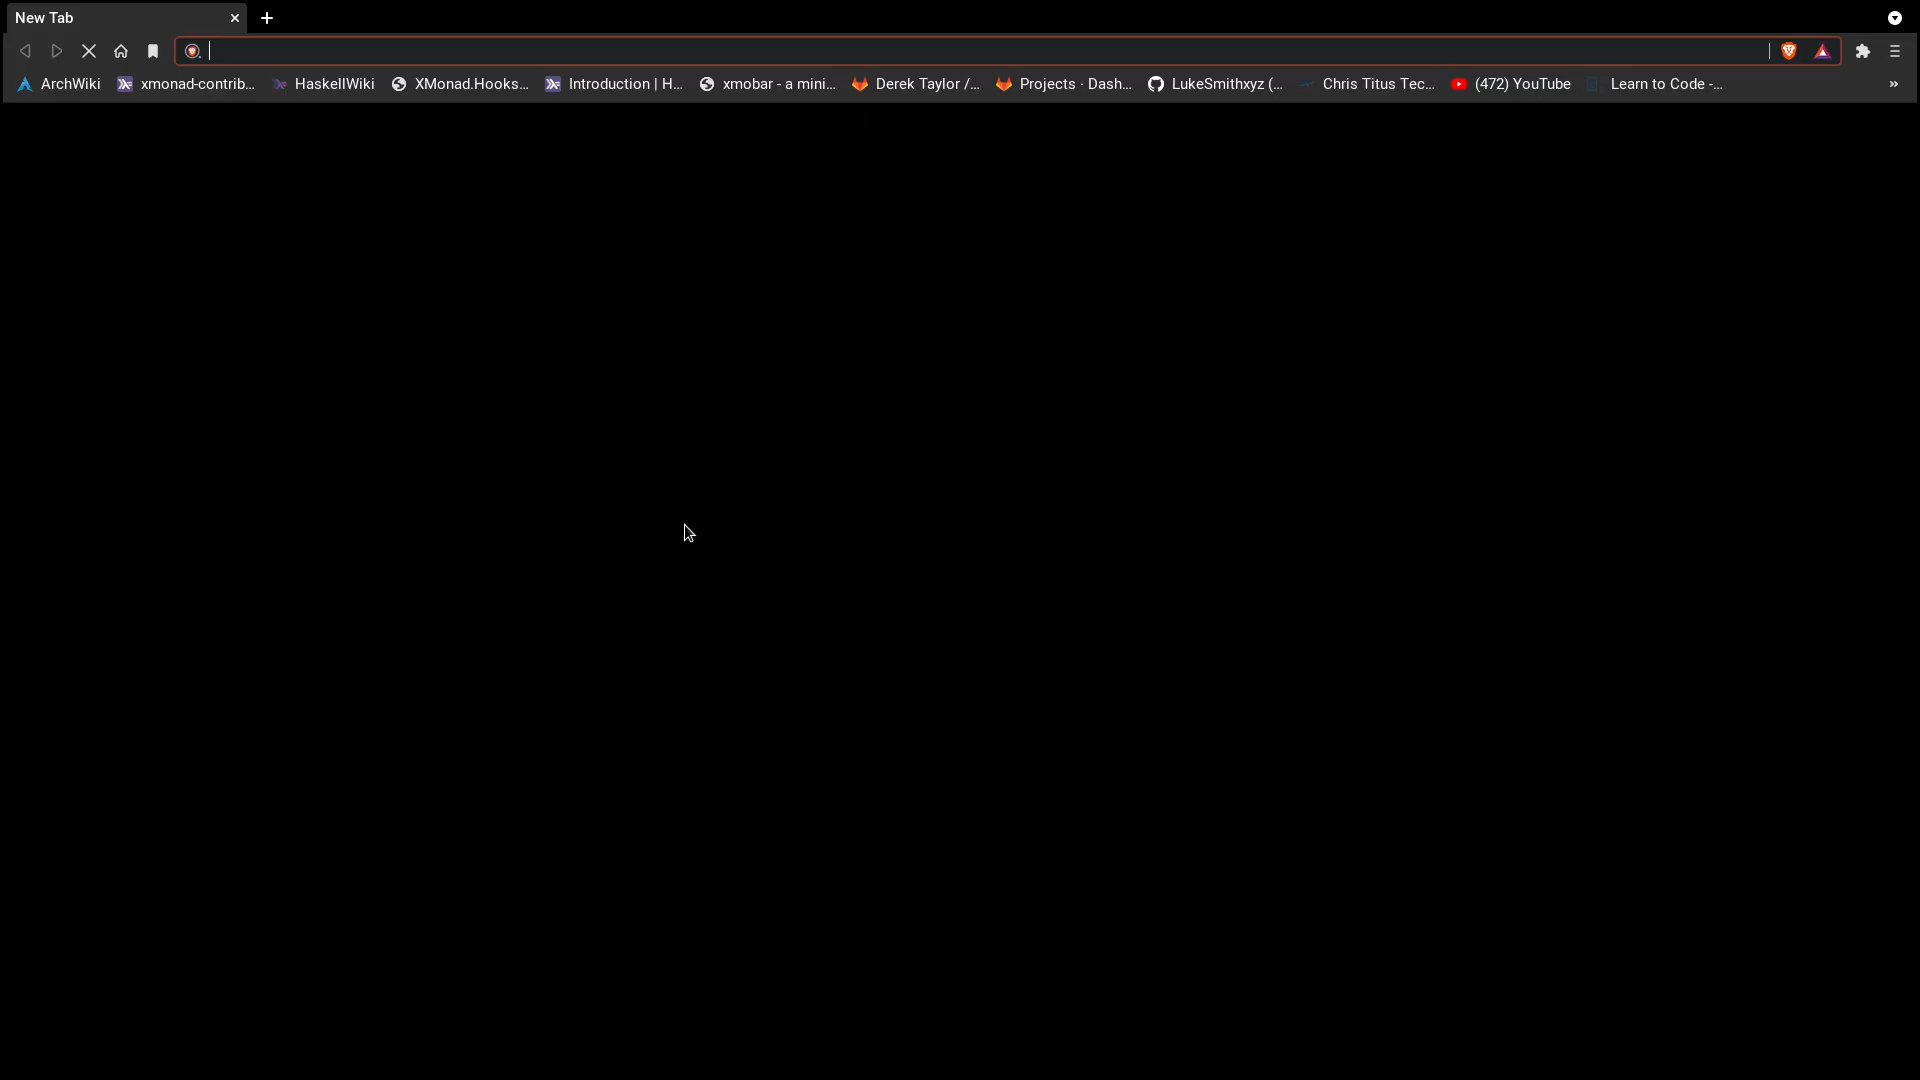 New Tab
ArchWiki xmonad-contrib... HaskellWiki XMonad.Hooks... Introduction | H... xmobar - a mini... Derek Taylor /... Projects · Dash... LukeSmithxyz (... Chris Titus Tec... (472) YouTube Learn to Code -... »